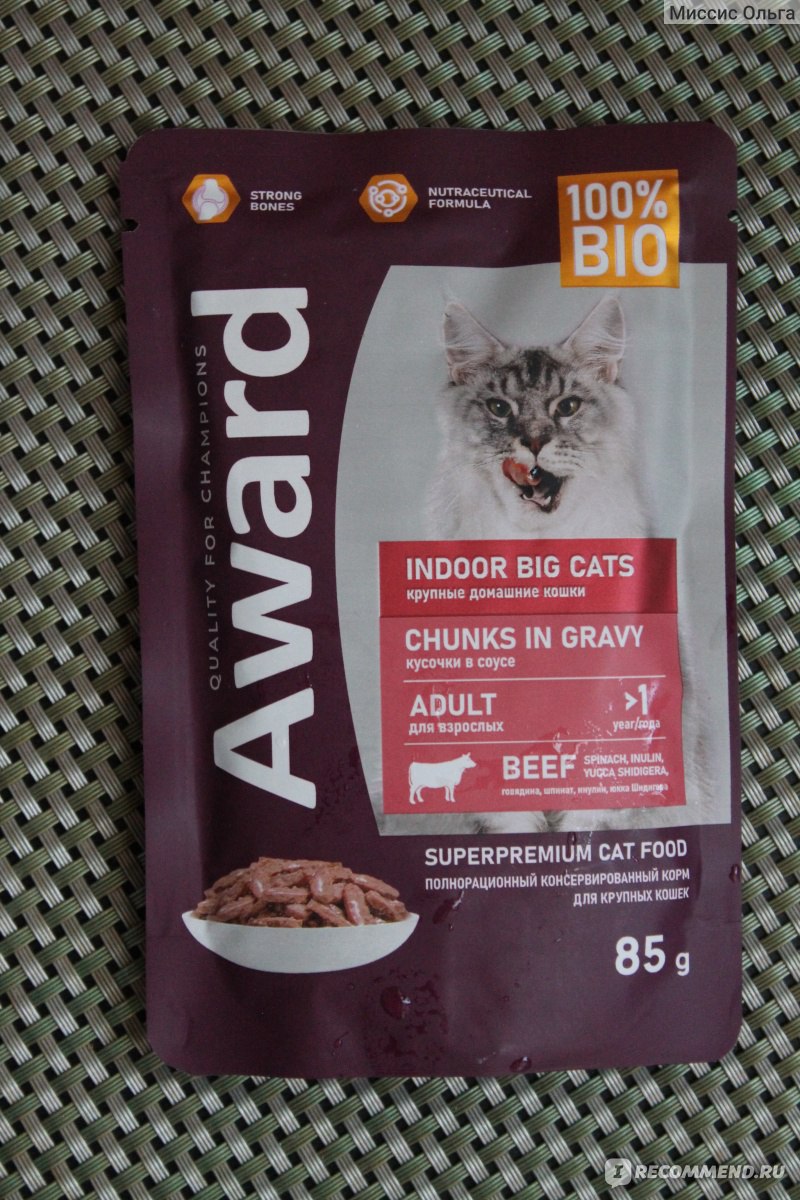 Миссис Ольга
STRONG
BONES
NUTRACEUTICAL
FORMULA
100%
BIO
QUALITY FOR CHAMPIONS
Award
INDOOR BIG CATS
крупные домашние кошки
CHUNKS IN GRAVY
кусочки в соусе
ADULT
для взрослых
>1
year/года
BEEF
SPINACH, INULIN,
YUCCA SHIDIGERA,
говядина, шпинат, инулин, юкка Шидигера
SUPERPREMIUM CAT FOOD
ПОЛНОРАЦИОННЫЙ КОНСЕРВИРОВАННЫЙ КОРМ
ДЛЯ КРУПНЫХ КОШЕК
85 g
IRECOMMEND.RU